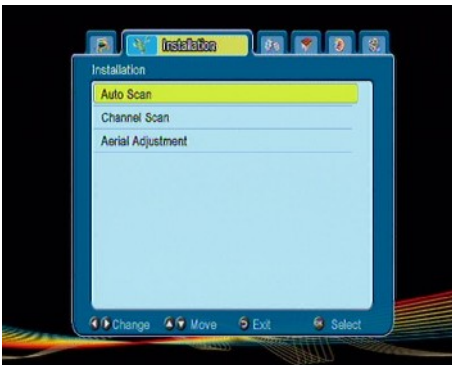 Installation
Installation
Auto Scan
Channel Scan
Aerial Adjustment
Change Move Exit Select